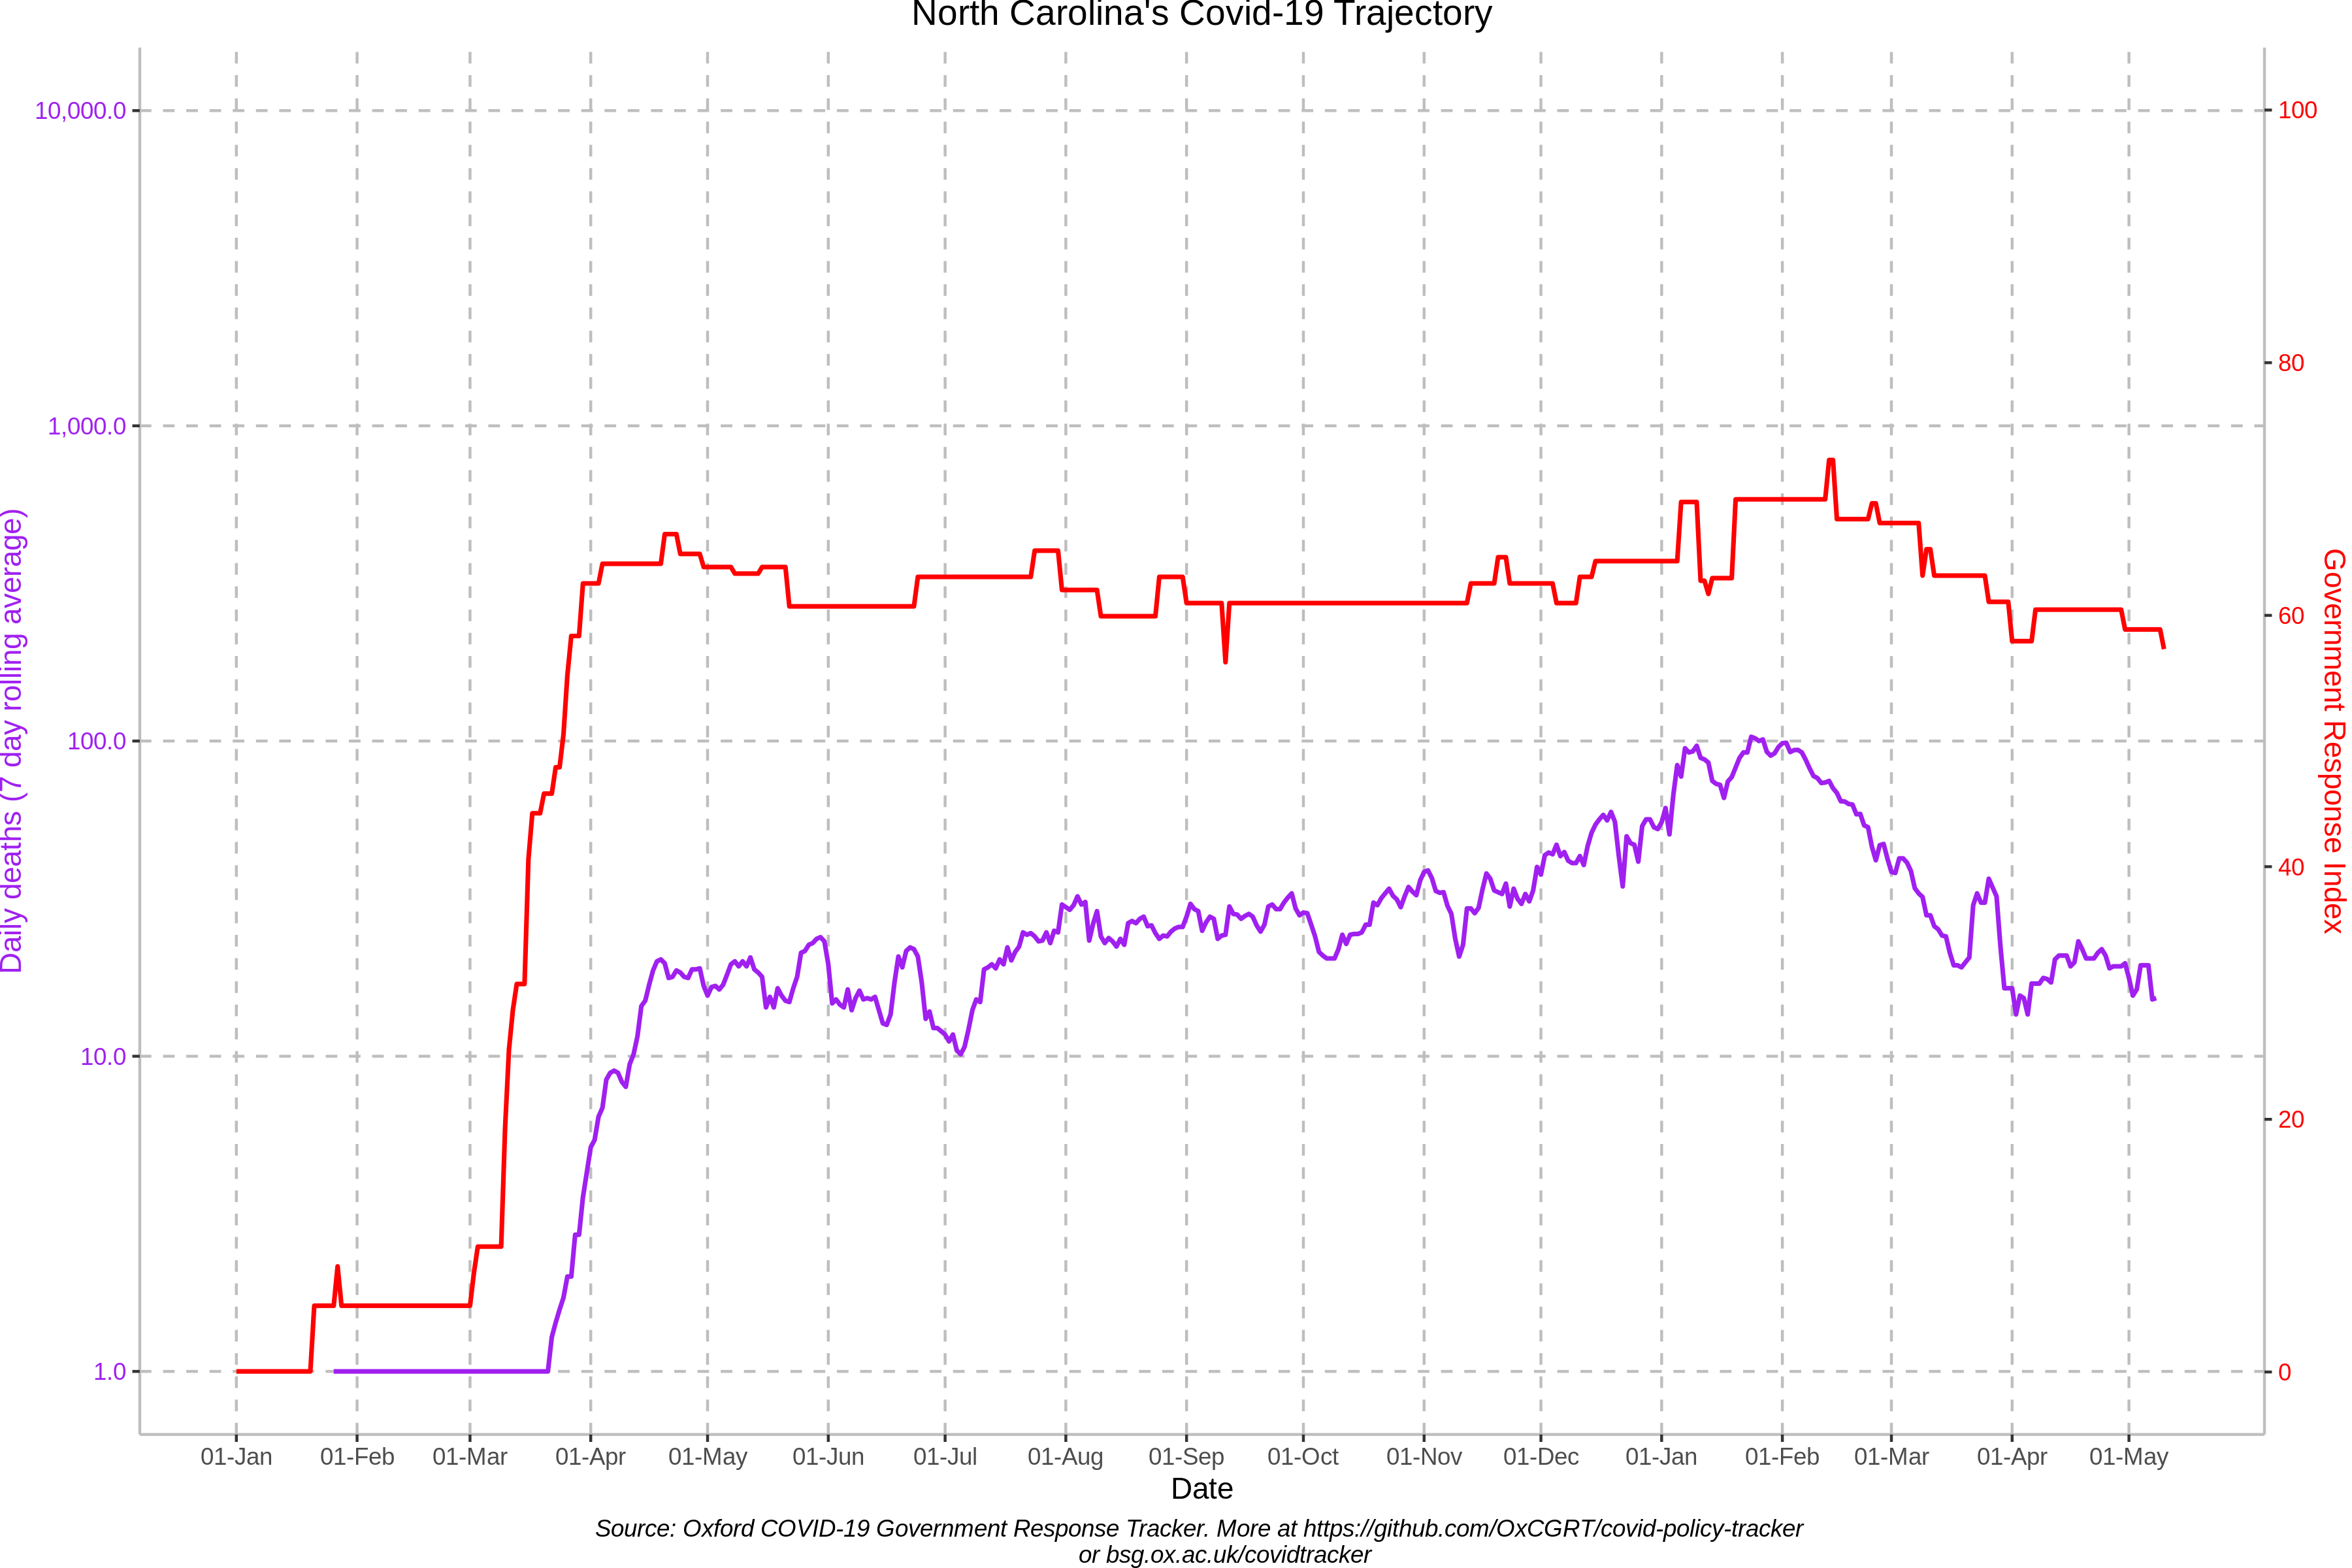 North Carolina's Covid-19 Trajectory
10,000.0
1,000.0
100.0
10.0
1.0
Daily deaths (7 day rolling average)
100
80
60
40
20
0
Government Response Index
01-Jan 01-Feb 01-Mar 01-Apr 01-May 01-Jun 01-Jul 01-Aug 01-Sep 01-Oct 01-Nov 01-Dec 01-Jan 01-Feb 01-Mar 01-Apr 01-May
Date
Source: Oxford COVID-19 Government Response Tracker. More at https://github.com/OxCGRT/covid-policy-tracker
or bsg.ox.ac.uk/covidtracker